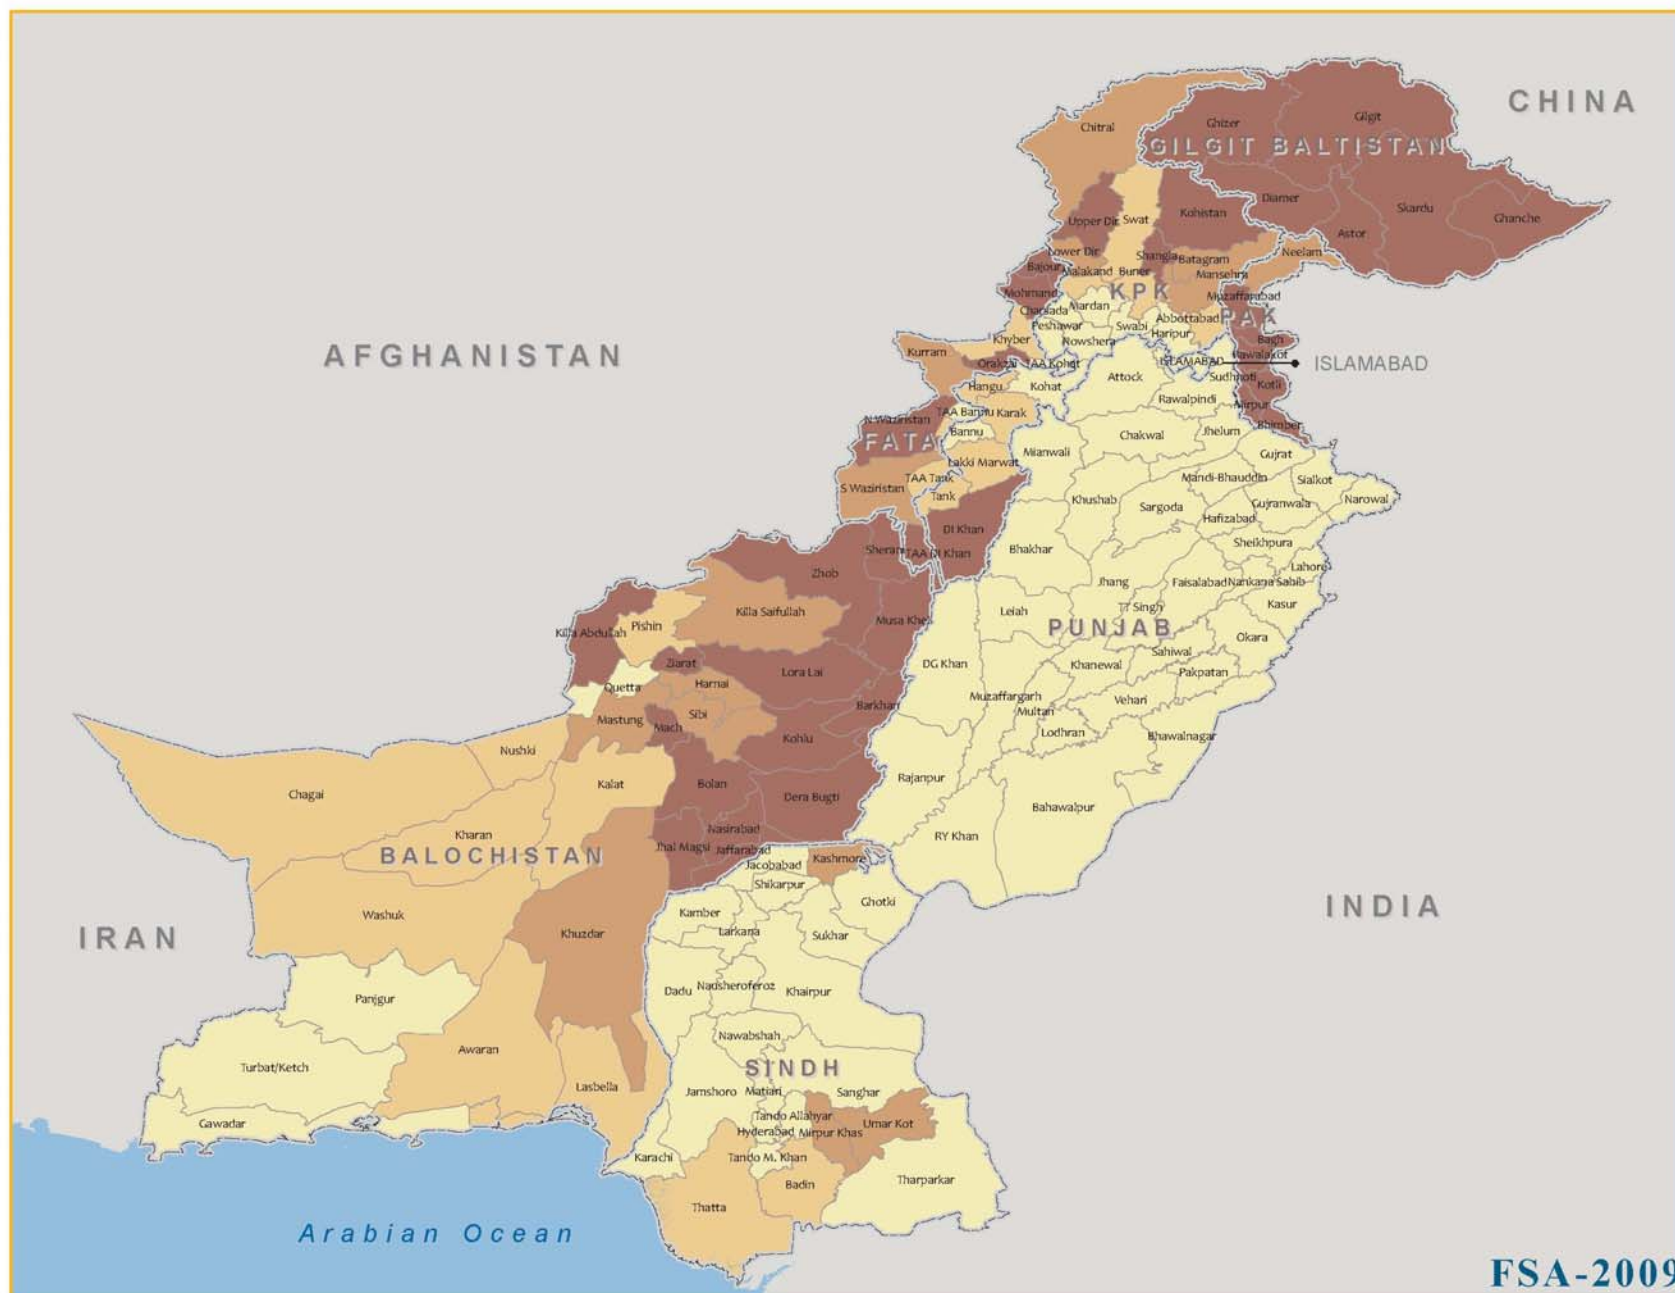 CHINA
Chitral
Ghizer
Gilgit
GILGIT BALTISTAN
Diamer
Skardu
Ghanche
Astor
Upper Dir
Swat
Kohistan
Lower Dir
Shangla
Batagram
Neelam
Bajour
Malakand
Buner
Mansehra
Mohmand
KPK
Muzaffarabad
Charsada
Mardan
Abbottabad
PAK
Peshawar
Swabi
Haripur
Khyber
Nowshera
Bagh
AFGHANISTAN
Kurram
Orakzai
TAA Kohat
ISLAMABAD
Rawalakot
ISLAMABAD
Hangu
Kohat
Attock
Sudhnoti
Kotli
Rawalpindi
Mirpur
N Waziristan
TAA Bannu
Karak
Bhimber
FATA
Bannu
Chakwal
Jhelum
Mianwali
Gujrat
Lakki Marwat
TAA Tank
Mandi-Bhauddin
Sialkot
S Waziristan
Tank
Khushab
Sargoda
Gujranwala
Narowal
Hafizabad
DI Khan
Sherani
TAA DI Khan
Bhakhar
Sheikhpura
Zhob
Lahore
Jhang
Faisalabad
Nankana Sahib
Killa Saifullah
Leiah
TT Singh
Kasur
Musa Khel
Killa Abdullah
Pishin
PUNJAB
Okara
Ziarat
Lora Lai
DG Khan
Khanewal
Sahiwal
Pakpatan
Quetta
Harnai
Muzaffargarh
Vehari
Barkhan
Mastung
Sibi
Multan
Mach
Kohlu
Lodhran
Bhawalnagar
Nushki
Chagai
Kalat
Bolan
Dera Bugti
Rajanpur
Bahawalpur
Kharan
Nasirabad
RY Khan
BALOCHISTAN
Jhal Magsi
Jaffarabad
Jacobabad
Kashmore
Shikarpur
Ghotki
INDIA
Washuk
Kamber
IRAN
Khuzdar
Larkana
Sukhar
Panjgur
Dadu
Nausheroferoz
Khairpur
Nawabshah
Awaran
Turbat/Ketch
SINDH
Lasbella
Jamshoro
Matiari
Sanghar
Gawadar
Tando Allahyar
Umar Kot
Hyderabad
Mirpur Khas
Karachi
Tando M. Khan
Tharparkar
Badin
Thatta
Arabian Ocean
FSA-2009